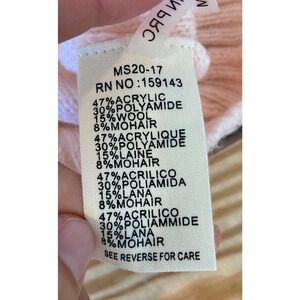 N PRC
MS20-17
RN NO : 159143
47%ACRYLIC
30%POLYAMIDE
15%WOOL
8%MOHAIR
47%ACRYLIQUE
30%POLYAMIDE
15%LAINE
8%MOHAIR
47%ACRILICO
30%POLIAMIDA
15%LANA
8%MOHAIR
47%ACRILICO
30%POLIAMMIDE
15%LANA
8%MOHAIR
SEE REVERSE FOR CARE